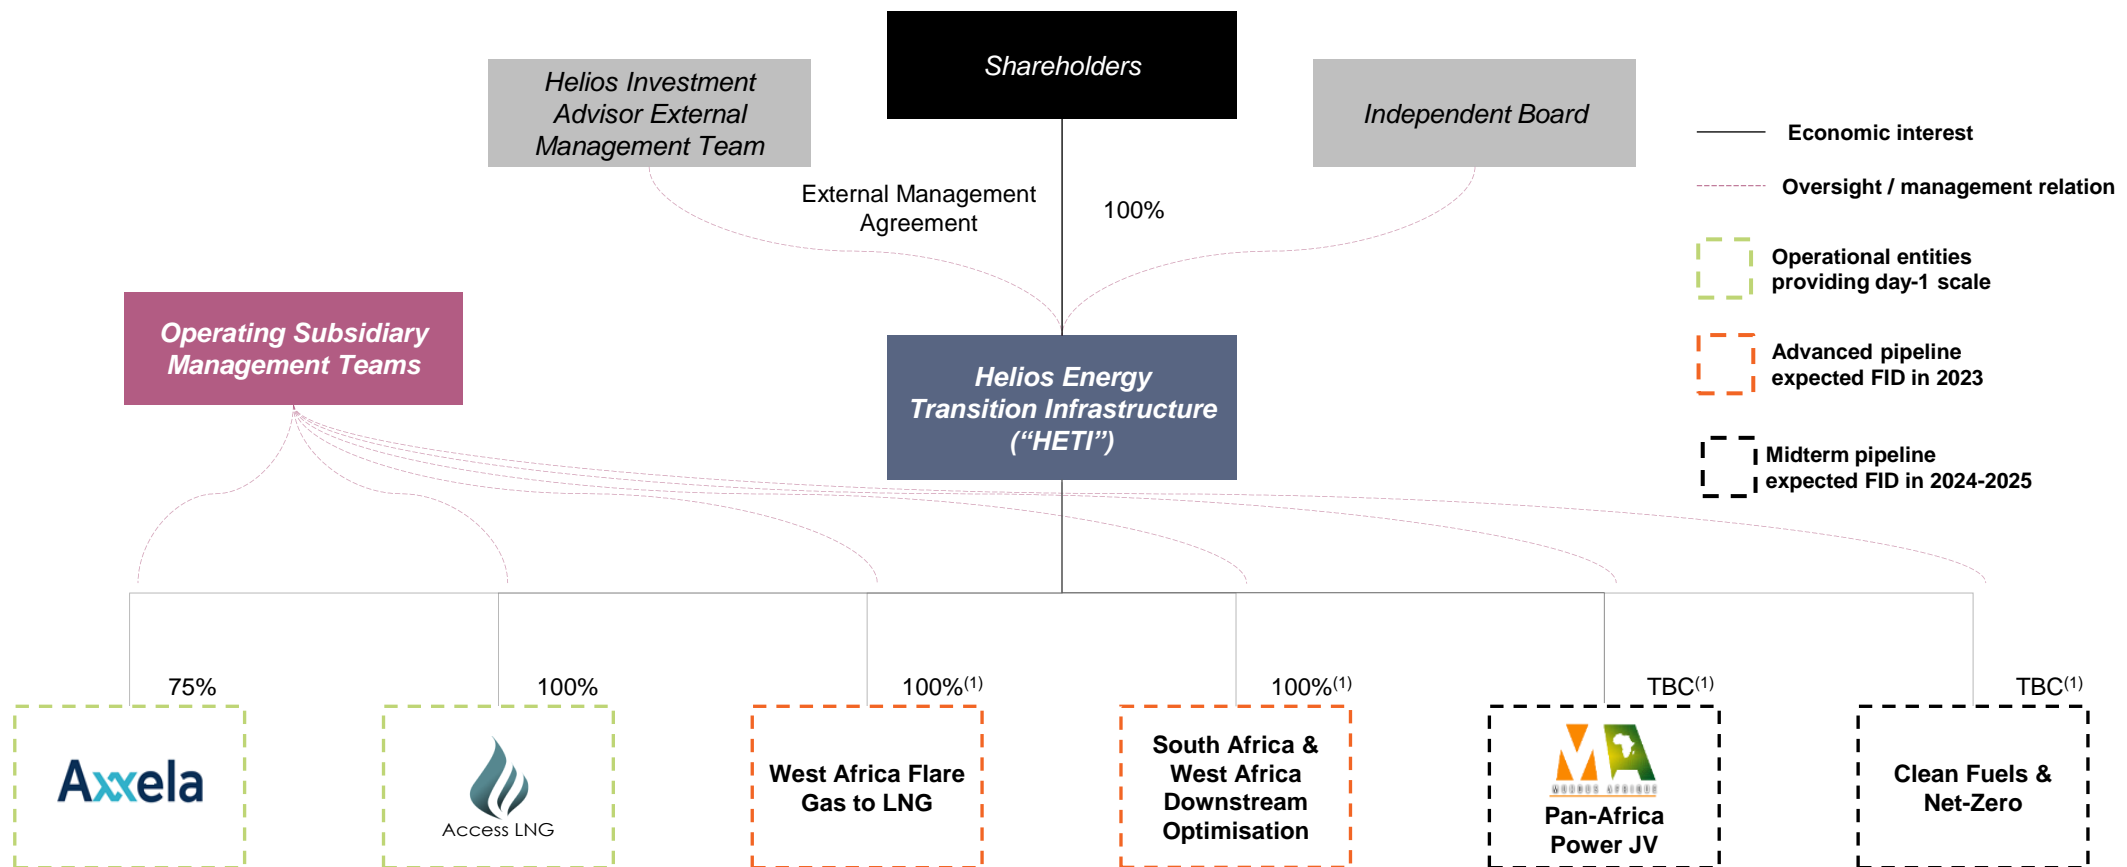 Shareholders
Helios Investment
Advisor External
Management Team
Independent Board
External Management
Agreement
100%
Economic interest
Oversight / management relation
Operational entities
providing day-1 scale
Advanced pipeline
expected FID in 2023
Midterm pipeline
expected FID in 2024-2025
Operating Subsidiary
Management Teams
Helios Energy
Transition Infrastructure
(“HETI”)
75%
100%
100%(1)
100%(1)
TBC(1)
TBC(1)
Axxela
Access LNG
West Africa Flare
Gas to LNG
South Africa &
West Africa
Downstream
Optimisation
MA
Pan-Africa
Power JV
Clean Fuels &
Net-Zero